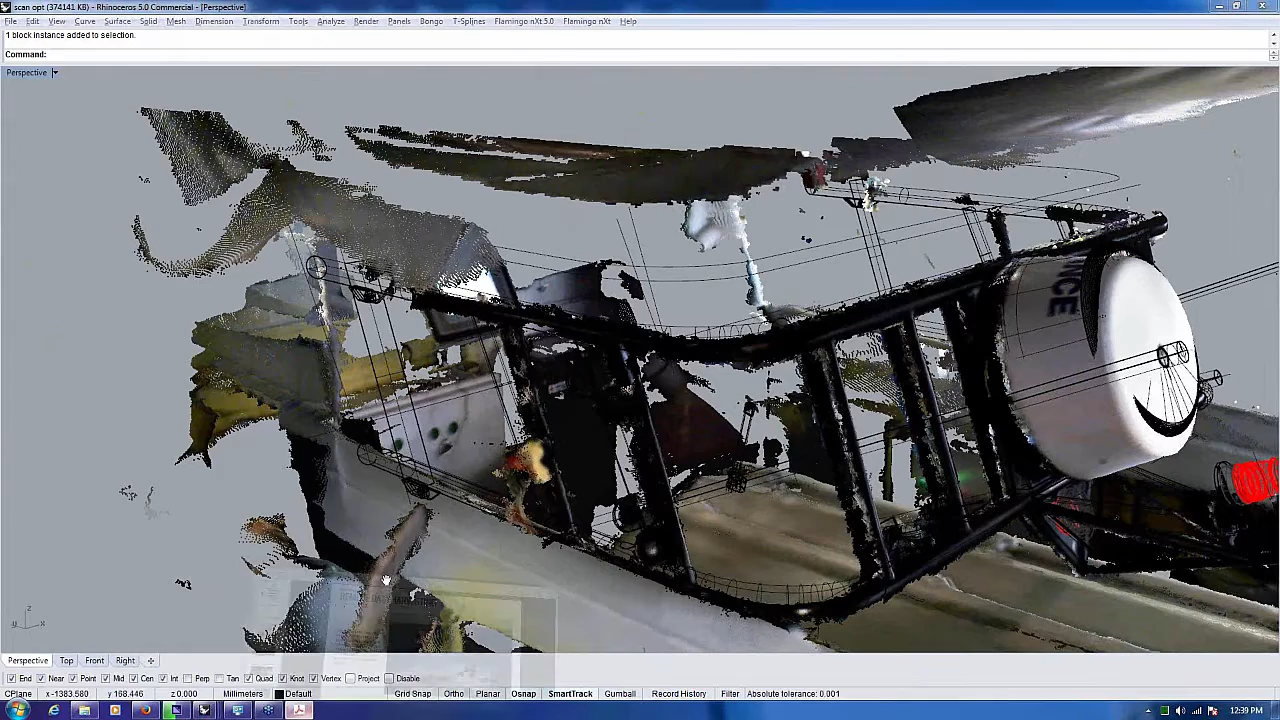 scan opt (374141 KB) - Rhinoceros 5.0 Commercial - [Perspective]
File Edit View Curve Surface Solid Mesh Dimension Transform Tools Analyze Render Panels Bongo T-Splines Flamingo nXt 5.0 Flamingo nXt Help
1 block instance added to selection.
Command:
Perspective
NCE
z
y x
Perspective Top Front Right
End Near Point Mid Cen Int Perp Tan Quad Knot Vertex Project Disable
CPlane x -1383.580 y 168.446 z 0.000 Millimeters Default Grid Snap Ortho Planar Osnap SmartTrack Gumball Record History Filter Absolute tolerance: 0.001
12:39 PM